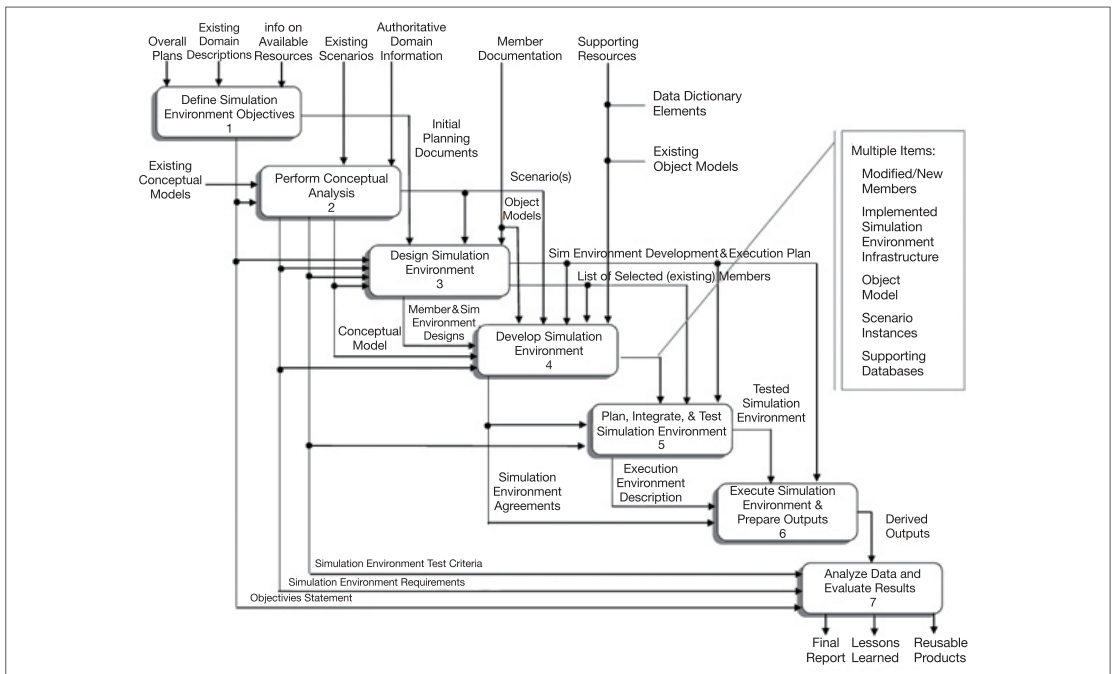 Overall
Plans
Existing
Domain
Descriptions
info on
Available
Resources
Existing
Scenarios
Authoritative
Domain
Information
Member
Documentation
Supporting
Resources
Define Simulation
Environment Objectives
1
Data Dictionary
Elements
Initial
Planning
Documents
Existing
Object Models
Existing
Conceptual
Models
Perform Conceptual
Analysis
2
Scenario(s)
Object
Models
Multiple Items:
Modified/New
Members
Implemented
Simulation
Environment
Infrastructure
Object
Model
Scenario
Instances
Supporting
Databases
Design Simulation
Environment
3
Sim Environment Development & Execution Plan
List of Selected (existing) Members
Member & Sim
Environment
Designs
Conceptual
Model
Develop Simulation
Environment
4
Tested
Simulation
Environment
Plan, Integrate, & Test
Simulation Environment
5
Simulation
Environment
Agreements
Execution
Environment
Description
Execute Simulation
Environment &
Prepare Outputs
6
Derived
Outputs
Simulation Environment Test Criteria
Simulation Environment Requirements
Objectivies Statement
Analyze Data and
Evaluate Results
7
Final
Report
Lessons
Learned
Reusable
Products